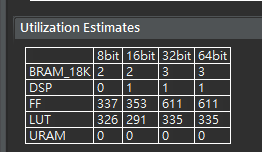 Utilization Estimates
8bit 16bit 32bit 64bit
BRAM_18K 2 2 3 3
DSP 0 1 1 1
FF 337 353 611 611
LUT 326 291 335 335
URAM 0 0 0 0